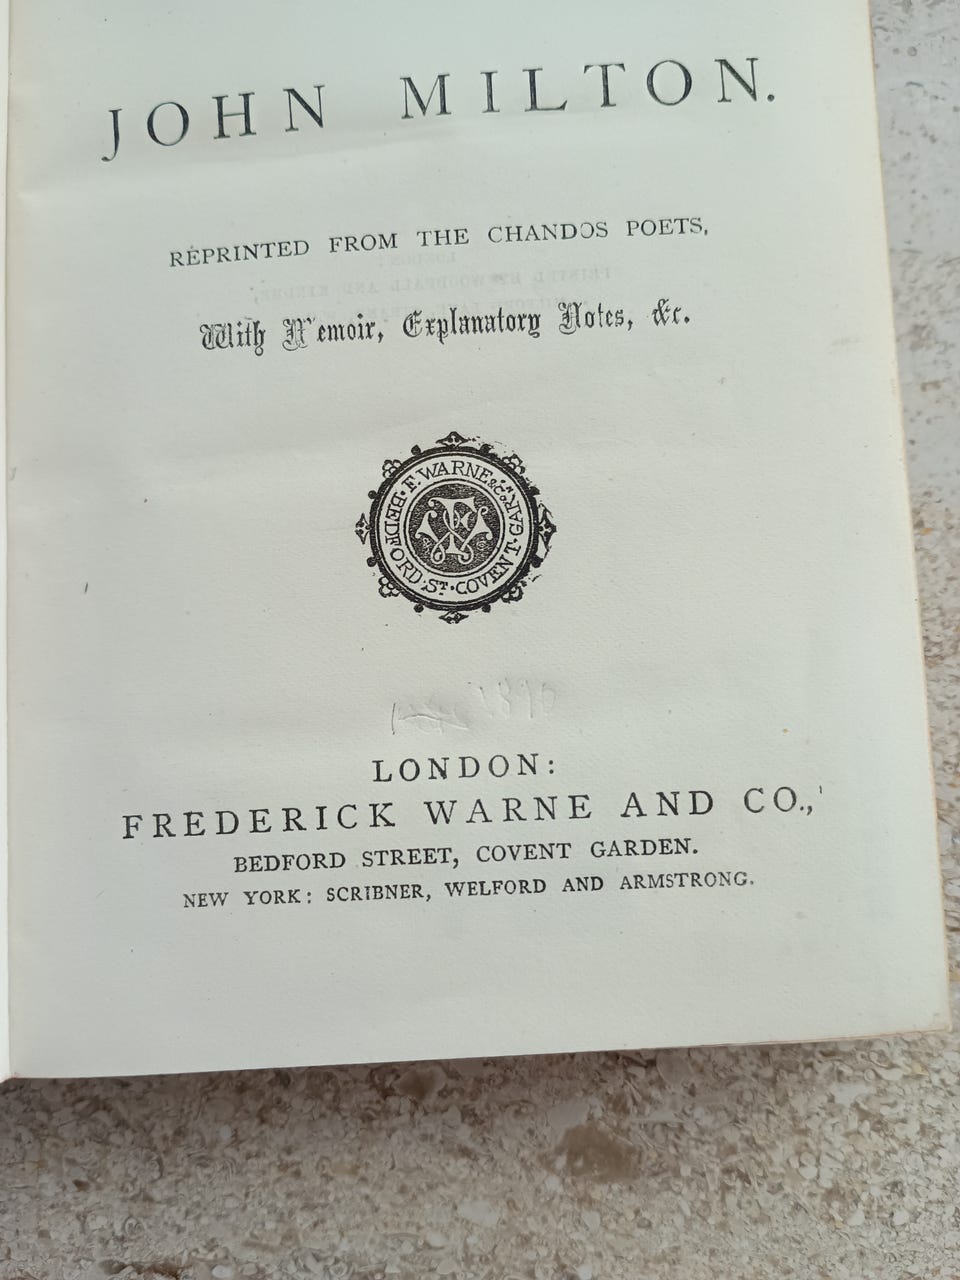 JOHN MILTON.
REPRINTED FROM THE CHANDOS POETS,
With Memoir, Explanatory Notes, &c.
F. WARNE & Co. BEDFORD ST. COVENT GAR.
LONDON:
FREDERICK WARNE AND CO.,
BEDFORD STREET, COVENT GARDEN.
NEW YORK: SCRIBNER, WELFORD AND ARMSTRONG.